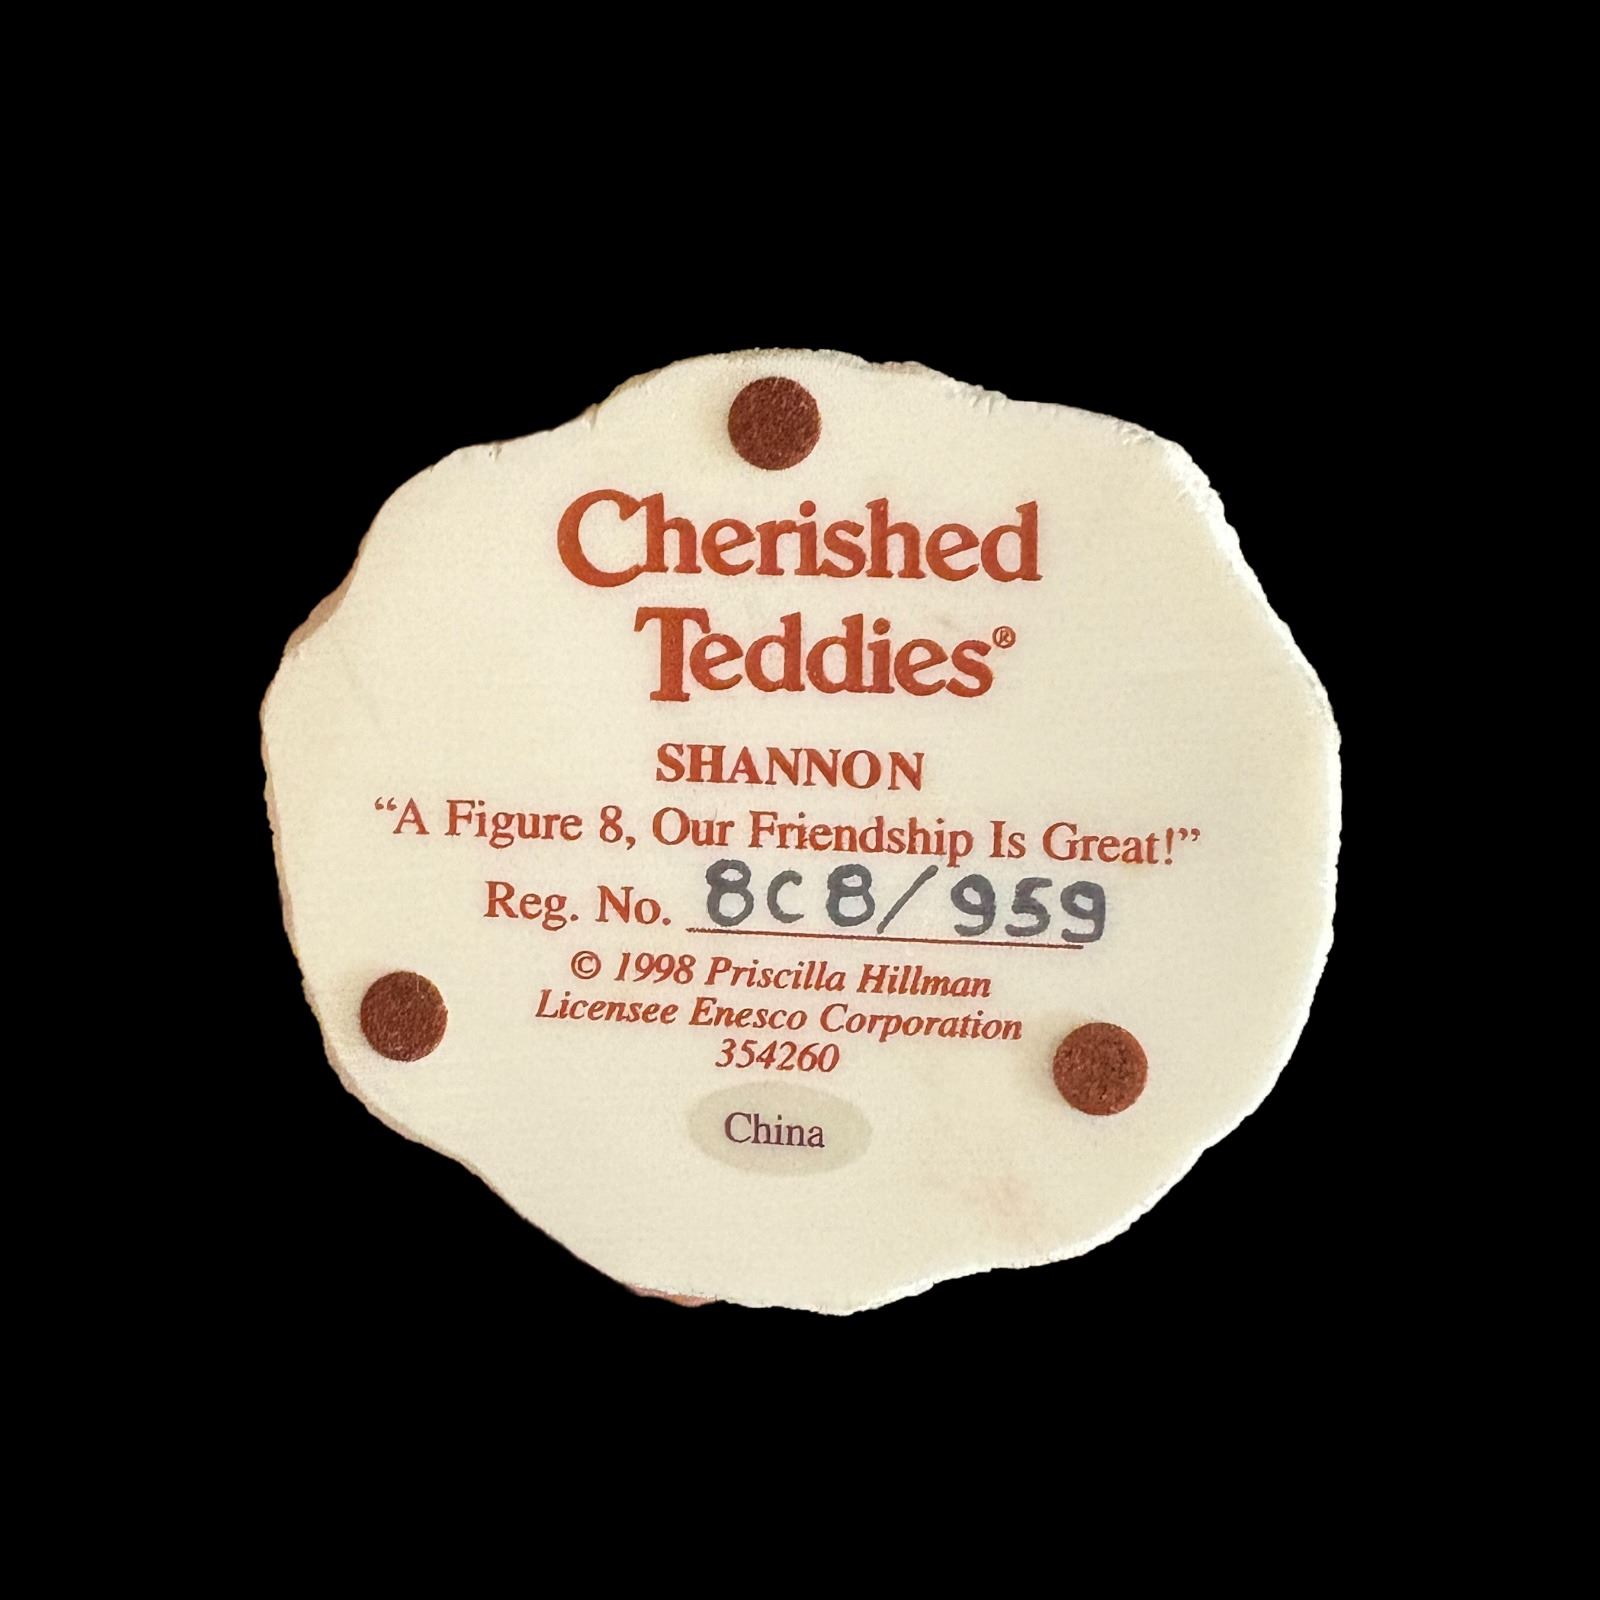 Cherished
Teddies®
SHANNON
“A Figure 8, Our Friendship Is Great!”
Reg. No. 8C8/959
© 1998 Priscilla Hillman
Licensee Enesco Corporation
354260
China